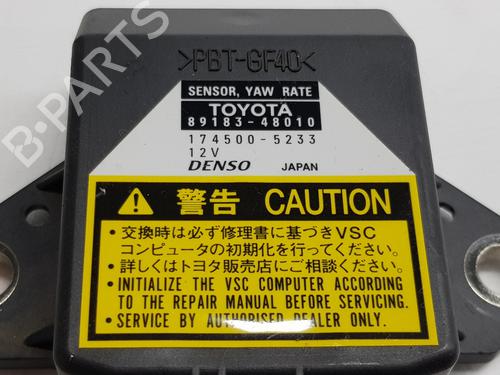 >PBT-GF40<
SENSOR, YAW RATE
TOYOTA
89183-48010
174500-5233
12V
DENSO JAPAN
警告 CAUTION
・交換時は必ず修理書に基づきVSC
コンピュータの初期化を行ってください。
・詳しくはトヨタ販売店にご相談ください。
・INITIALIZE THE VSC COMPUTER ACCORDING
TO THE REPAIR MANUAL BEFORE SERVICING.
・SERVICE BY AUTHORISED DEALER ONLY.
B-PARTS